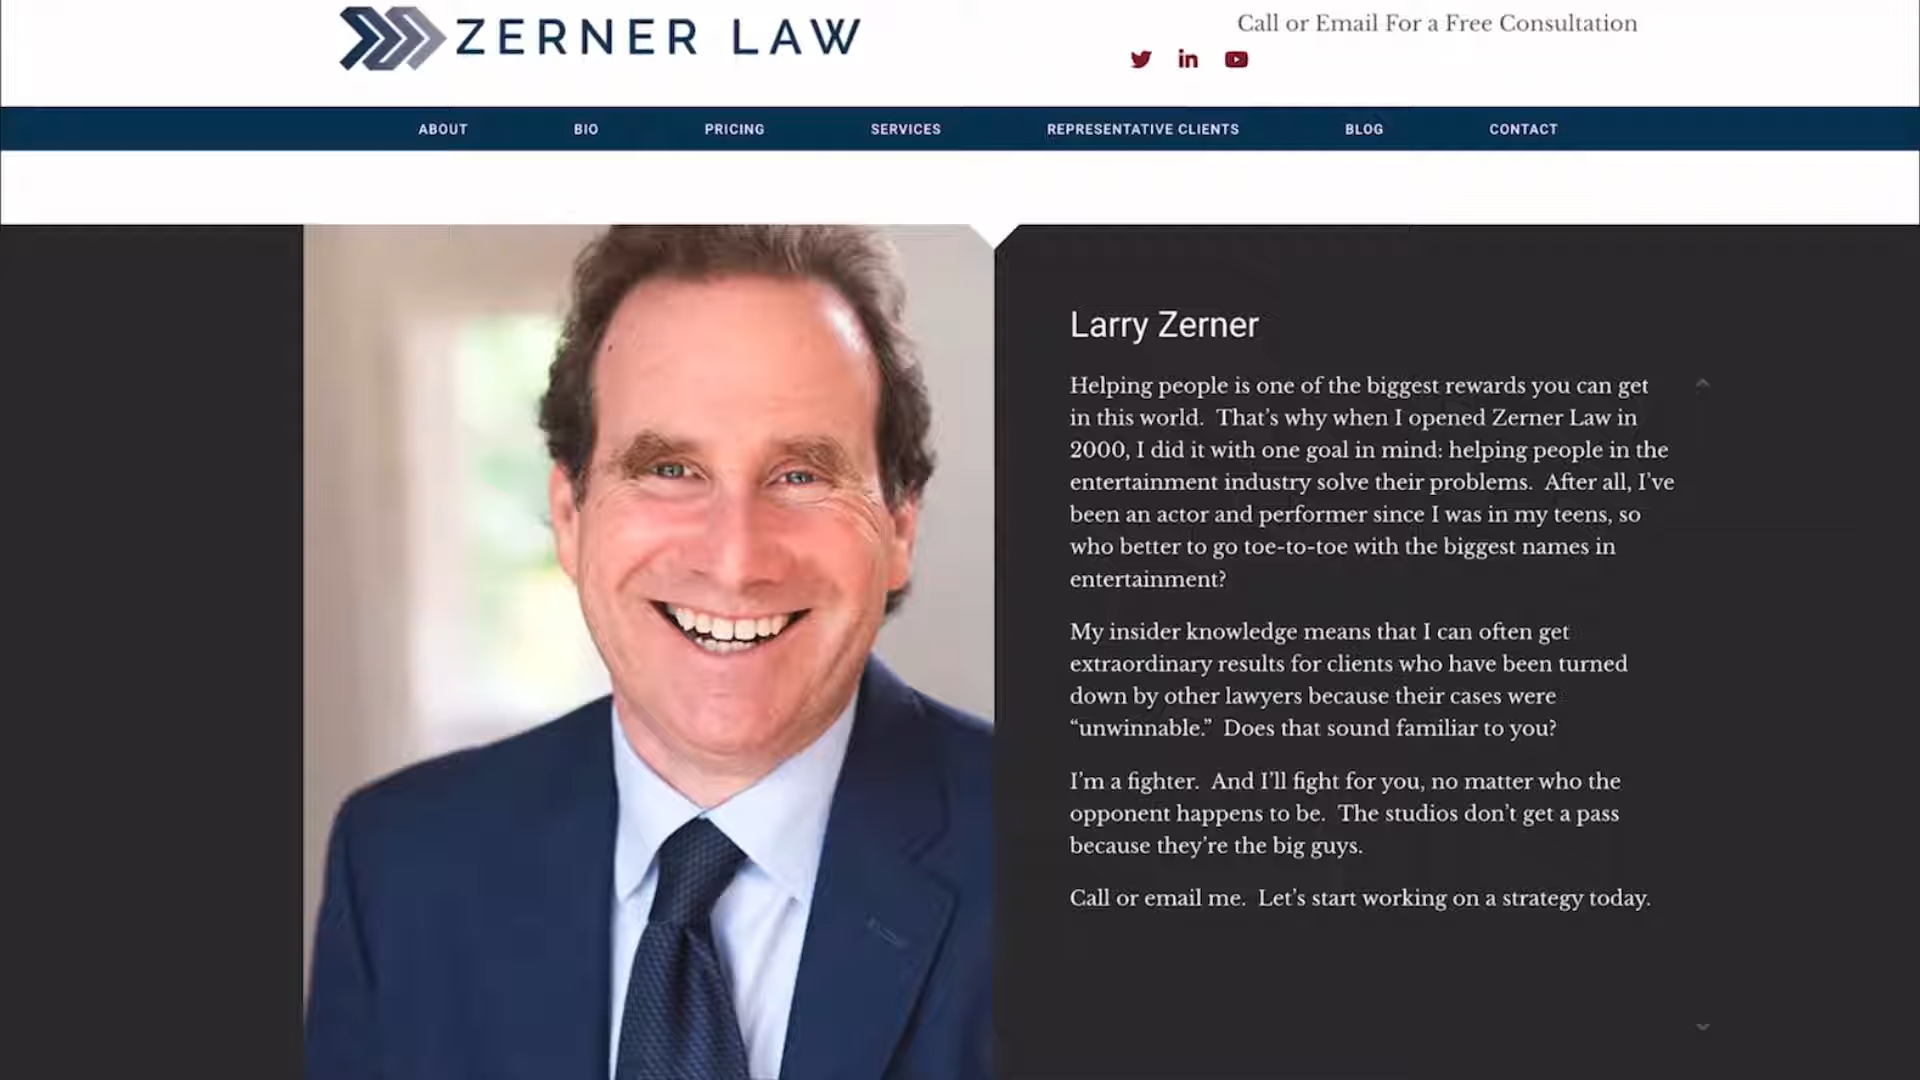 ZERNER LAW
Call or Email For a Free Consultation
ABOUT BIO PRICING SERVICES REPRESENTATIVE CLIENTS BLOG CONTACT
Larry Zerner
Helping people is one of the biggest rewards you can get
in this world.  That’s why when I opened Zerner Law in
2000, I did it with one goal in mind: helping people in the
entertainment industry solve their problems.  After all, I’ve
been an actor and performer since I was in my teens, so
who better to go toe-to-toe with the biggest names in
entertainment?
My insider knowledge means that I can often get
extraordinary results for clients who have been turned
down by other lawyers because their cases were
“unwinnable.”  Does that sound familiar to you?
I’m a fighter.  And I’ll fight for you, no matter who the
opponent happens to be.  The studios don’t get a pass
because they’re the big guys.
Call or email me.  Let’s start working on a strategy today.